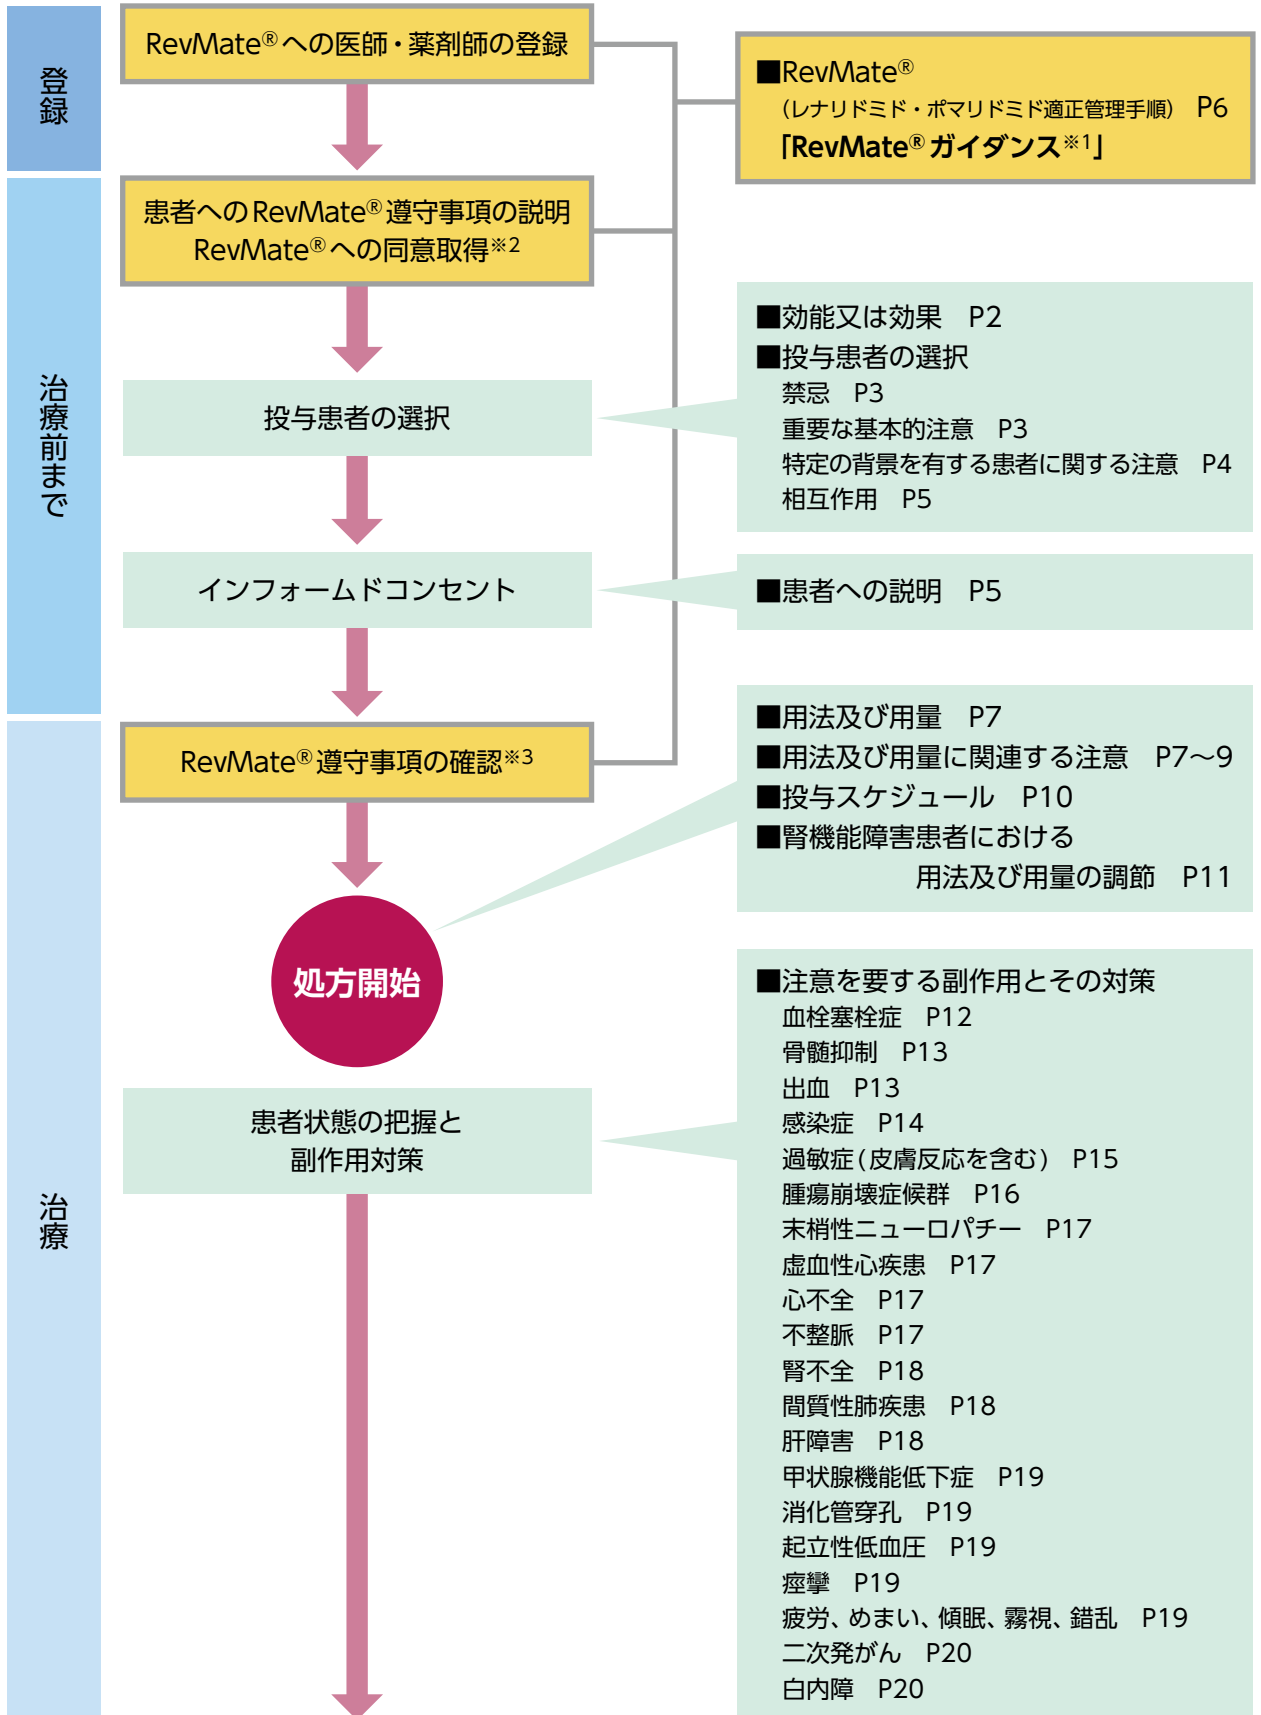 登録
RevMate®への医師・薬剤師の登録
■RevMate®
（レナリドミド・ポマリドミド適正管理手順） P6
「RevMate®ガイダンス※1」
治療前まで
患者へのRevMate®遵守事項の説明
RevMate®への同意取得※2
投与患者の選択
■効能又は効果 P2
■投与患者の選択
禁忌 P3
重要な基本的注意 P3
特定の背景を有する患者に関する注意 P4
相互作用 P5
インフォームドコンセント
■患者への説明 P5
治療
RevMate®遵守事項の確認※3
■用法及び用量 P7
■用法及び用量に関連する注意 P7～9
■投与スケジュール P10
■腎機能障害患者における
用法及び用量の調節 P11
処方開始
患者状態の把握と
副作用対策
■注意を要する副作用とその対策
血栓塞栓症 P12
骨髄抑制 P13
出血 P13
感染症 P14
過敏症（皮膚反応を含む） P15
腫瘍崩壊症候群 P16
末梢性ニューロパチー P17
虚血性心疾患 P17
心不全 P17
不整脈 P17
腎不全 P18
間質性肺疾患 P18
肝障害 P18
甲状腺機能低下症 P19
消化管穿孔 P19
起立性低血圧 P19
痙攣 P19
疲労、めまい、傾眠、霧視、錯乱 P19
二次発がん P20
白内障 P20